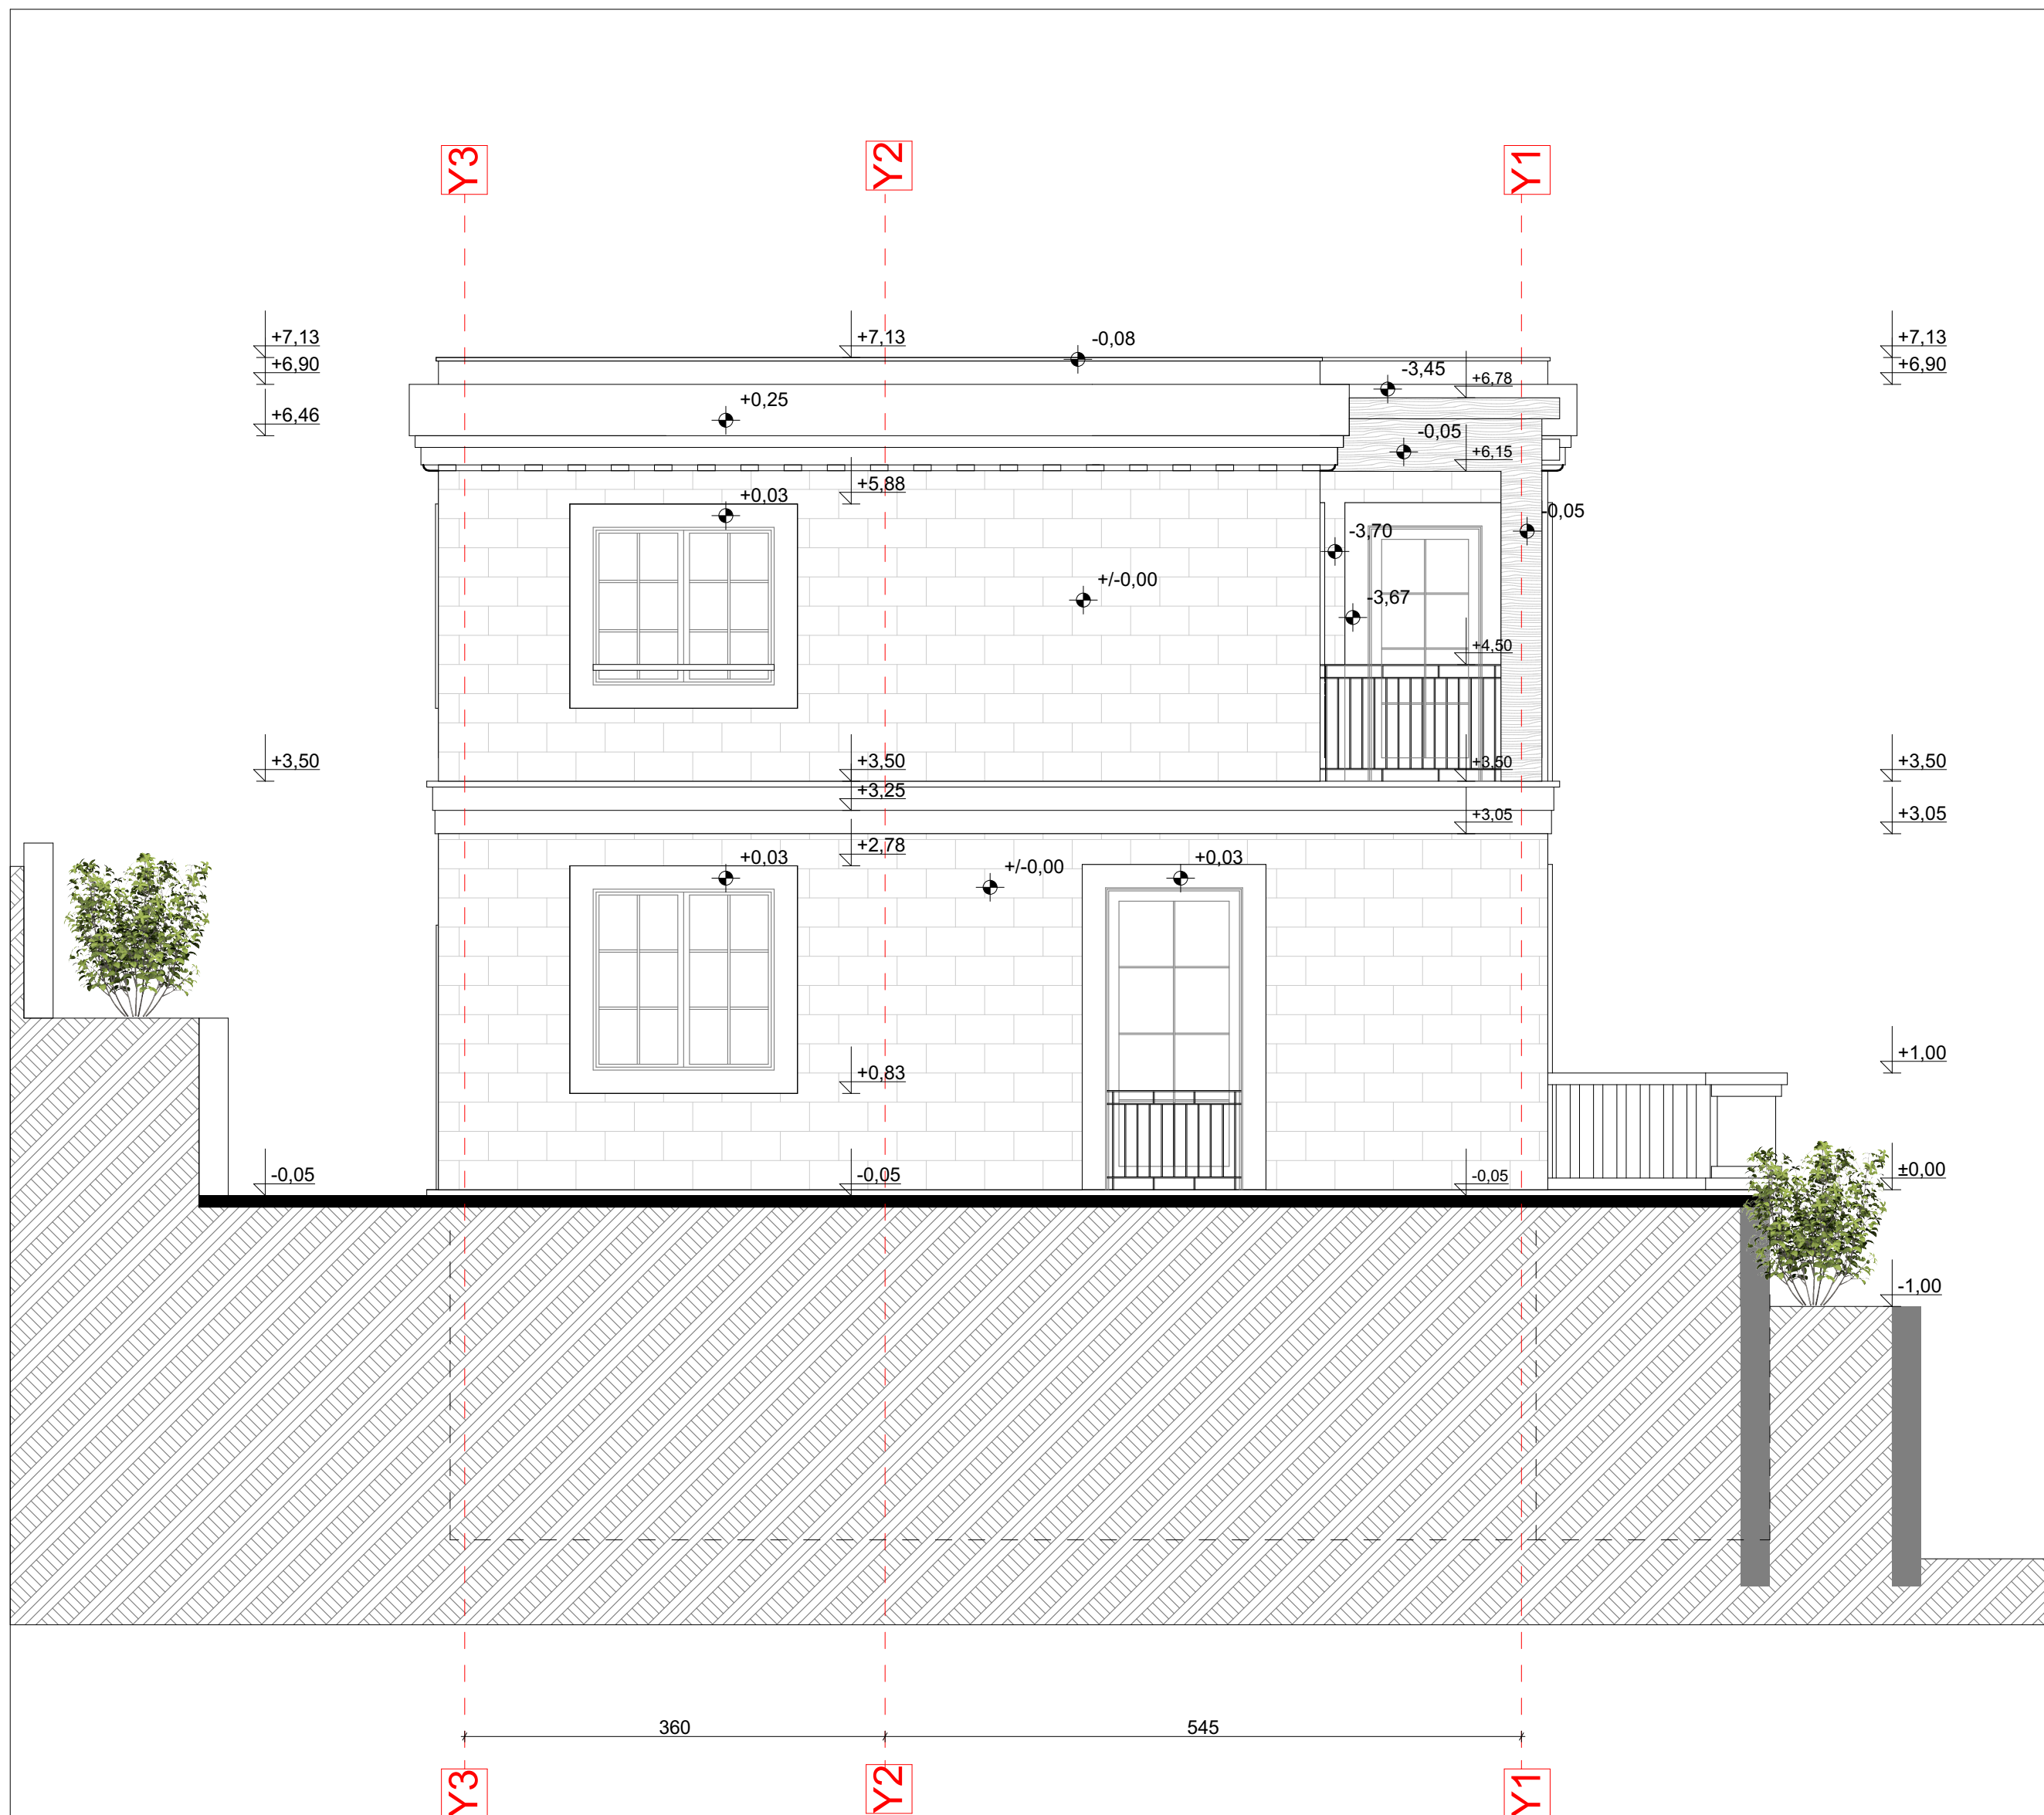 Y3 Y2 Y1
+7,13 +7,13 -0,08 +7,13
+6,90 -3,45 +6,78 +6,90
+6,46 +0,25
-0,05
+6,15
+5,88
+0,03
-0,05
-3,70
+/-0,00
-3,67
+4,50
+3,50 +3,50 +3,50 +3,50
+3,25
+3,05 +3,05
+2,78
+0,03 +/-0,00 +0,03
+1,00
+0,83
-0,05 -0,05 -0,05 ±0,00
-1,00
360 545
Y3 Y2 Y1